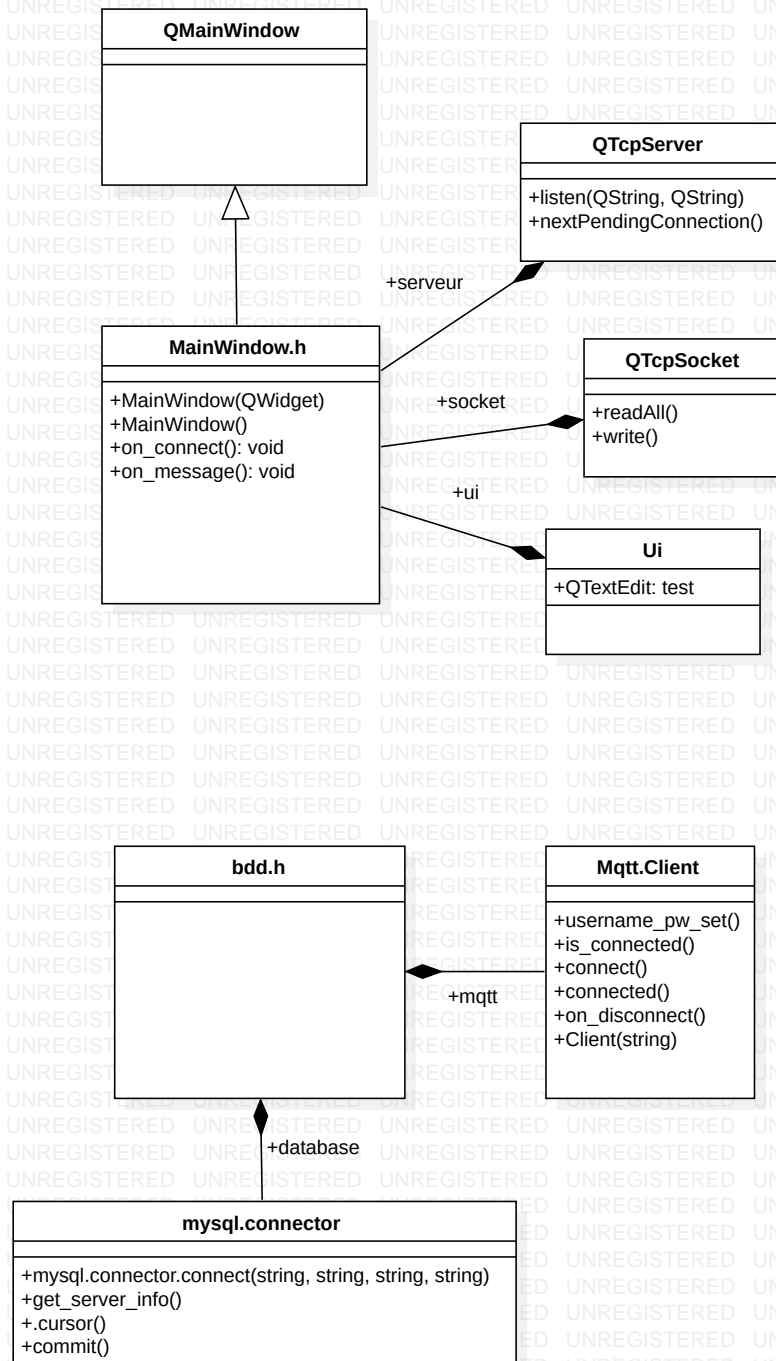 QMainWindow
QTcpServer
+listen(QString, QString)
+nextPendingConnection()
+serveur
MainWindow.h
+MainWindow(QWidget)
+MainWindow()
+on_connect(): void
+on_message(): void
QTcpSocket
+readAll()
+write()
+socket
+ui
Ui
+QTextEdit: test
bdd.h
Mqtt.Client
+username_pw_set()
+is_connected()
+connect()
+connected()
+on_disconnect()
+Client(string)
+mqtt
+database
mysql.connector
+mysql.connector.connect(string, string, string, string)
+get_server_info()
+.cursor()
+commit()
UNREGISTERED